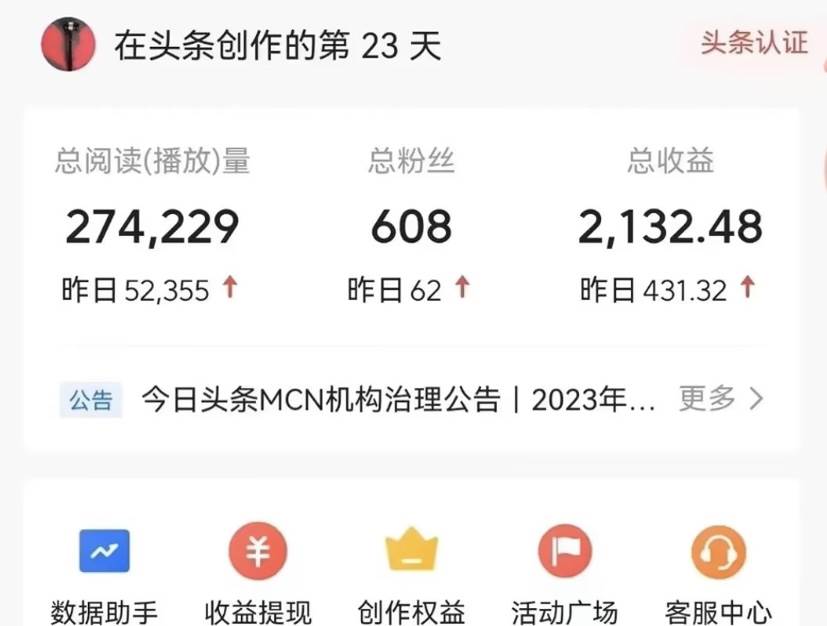 在头条创作的第 23 天
头条认证
总阅读(播放)量 总粉丝 总收益
274,229 608 2,132.48
昨日 52,355 昨日 62 昨日 431.32
公告 今日头条MCN机构治理公告丨2023年... 更多
数据助手 收益提现 创作权益 活动广场 客服中心